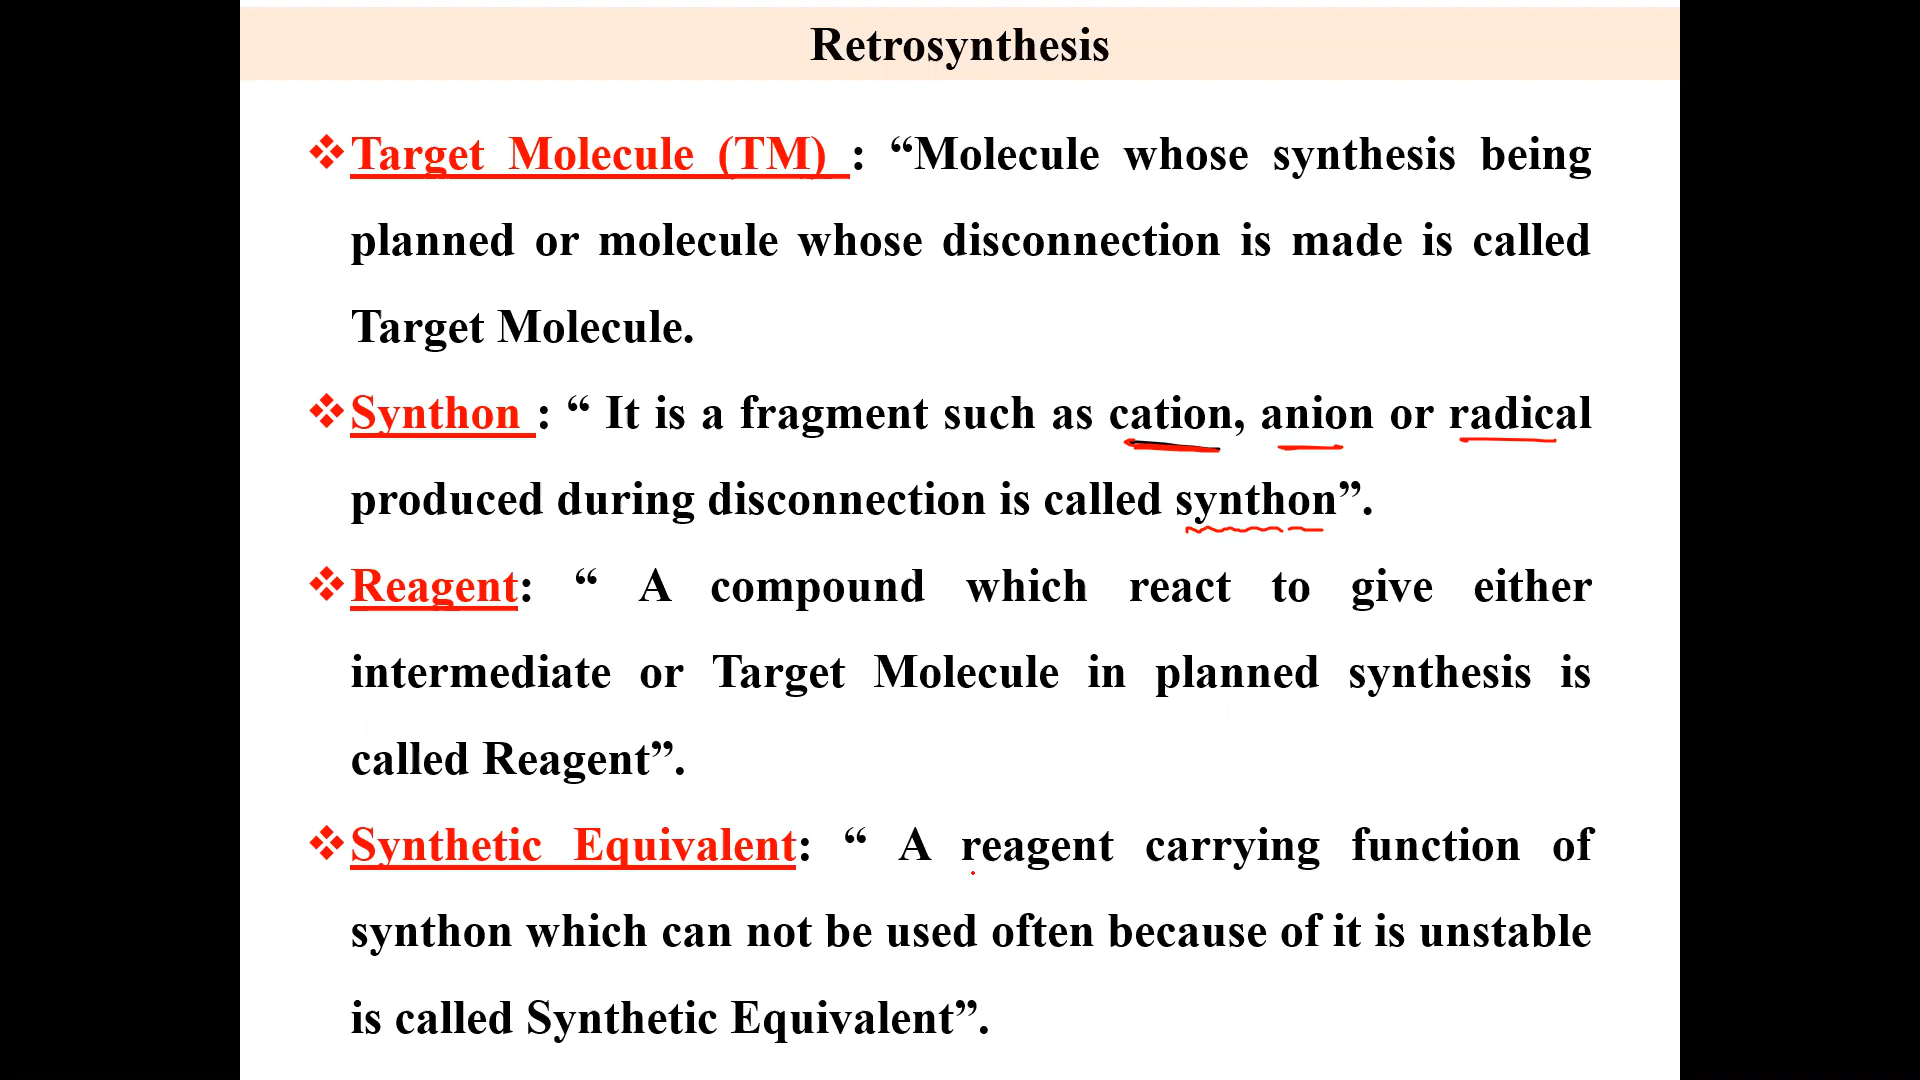 Retrosynthesis
❖Target Molecule (TM) : “Molecule whose synthesis being
planned or molecule whose disconnection is made is called
Target Molecule.
❖Synthon : “ It is a fragment such as cation, anion or radical
produced during disconnection is called synthon”.
❖Reagent: “ A compound which react to give either
intermediate or Target Molecule in planned synthesis is
called Reagent”.
❖Synthetic Equivalent: “ A reagent carrying function of
synthon which can not be used often because of it is unstable
is called Synthetic Equivalent”.